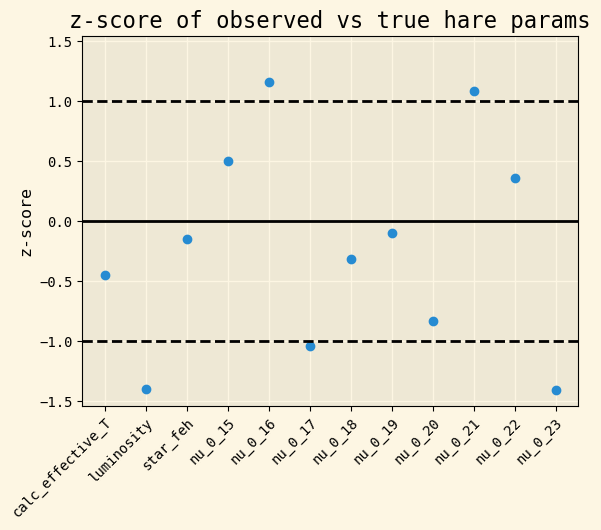 z-score of observed vs true hare params
1.5
1.0
0.5
0.0
−0.5
−1.0
−1.5
z-score
calc_effective_T
luminosity
star_feh
nu_0_15
nu_0_16
nu_0_17
nu_0_18
nu_0_19
nu_0_20
nu_0_21
nu_0_22
nu_0_23